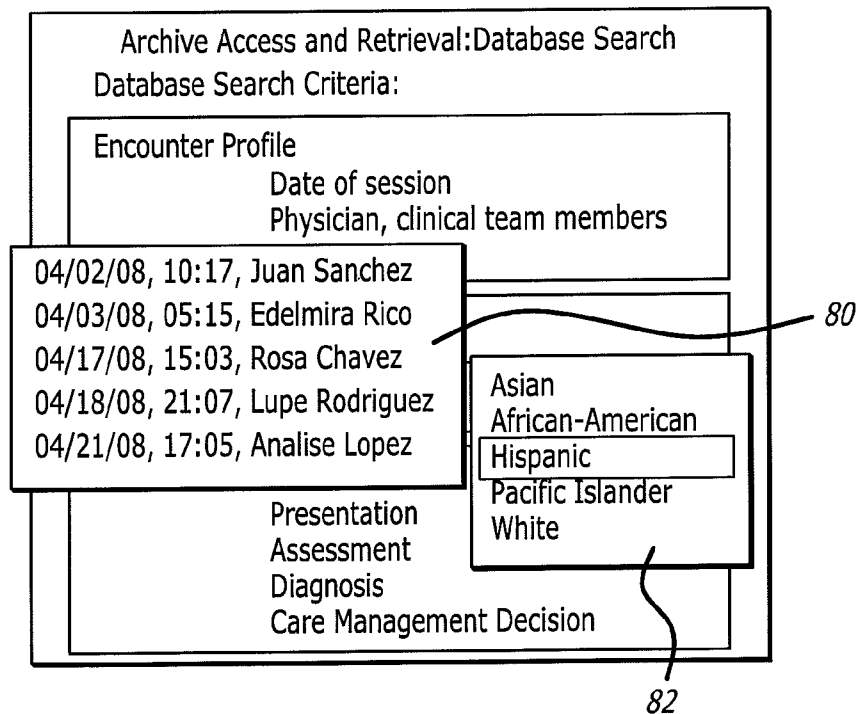 Archive Access and Retrieval:Database Search
Database Search Criteria:
Encounter Profile
Date of session
Physician, clinical team members
04/02/08, 10:17, Juan Sanchez
04/03/08, 05:15, Edelmira Rico
04/17/08, 15:03, Rosa Chavez
04/18/08, 21:07, Lupe Rodriguez
04/21/08, 17:05, Analise Lopez
80
Asian
African-American
Hispanic
Pacific Islander
White
Presentation
Assessment
Diagnosis
Care Management Decision
82